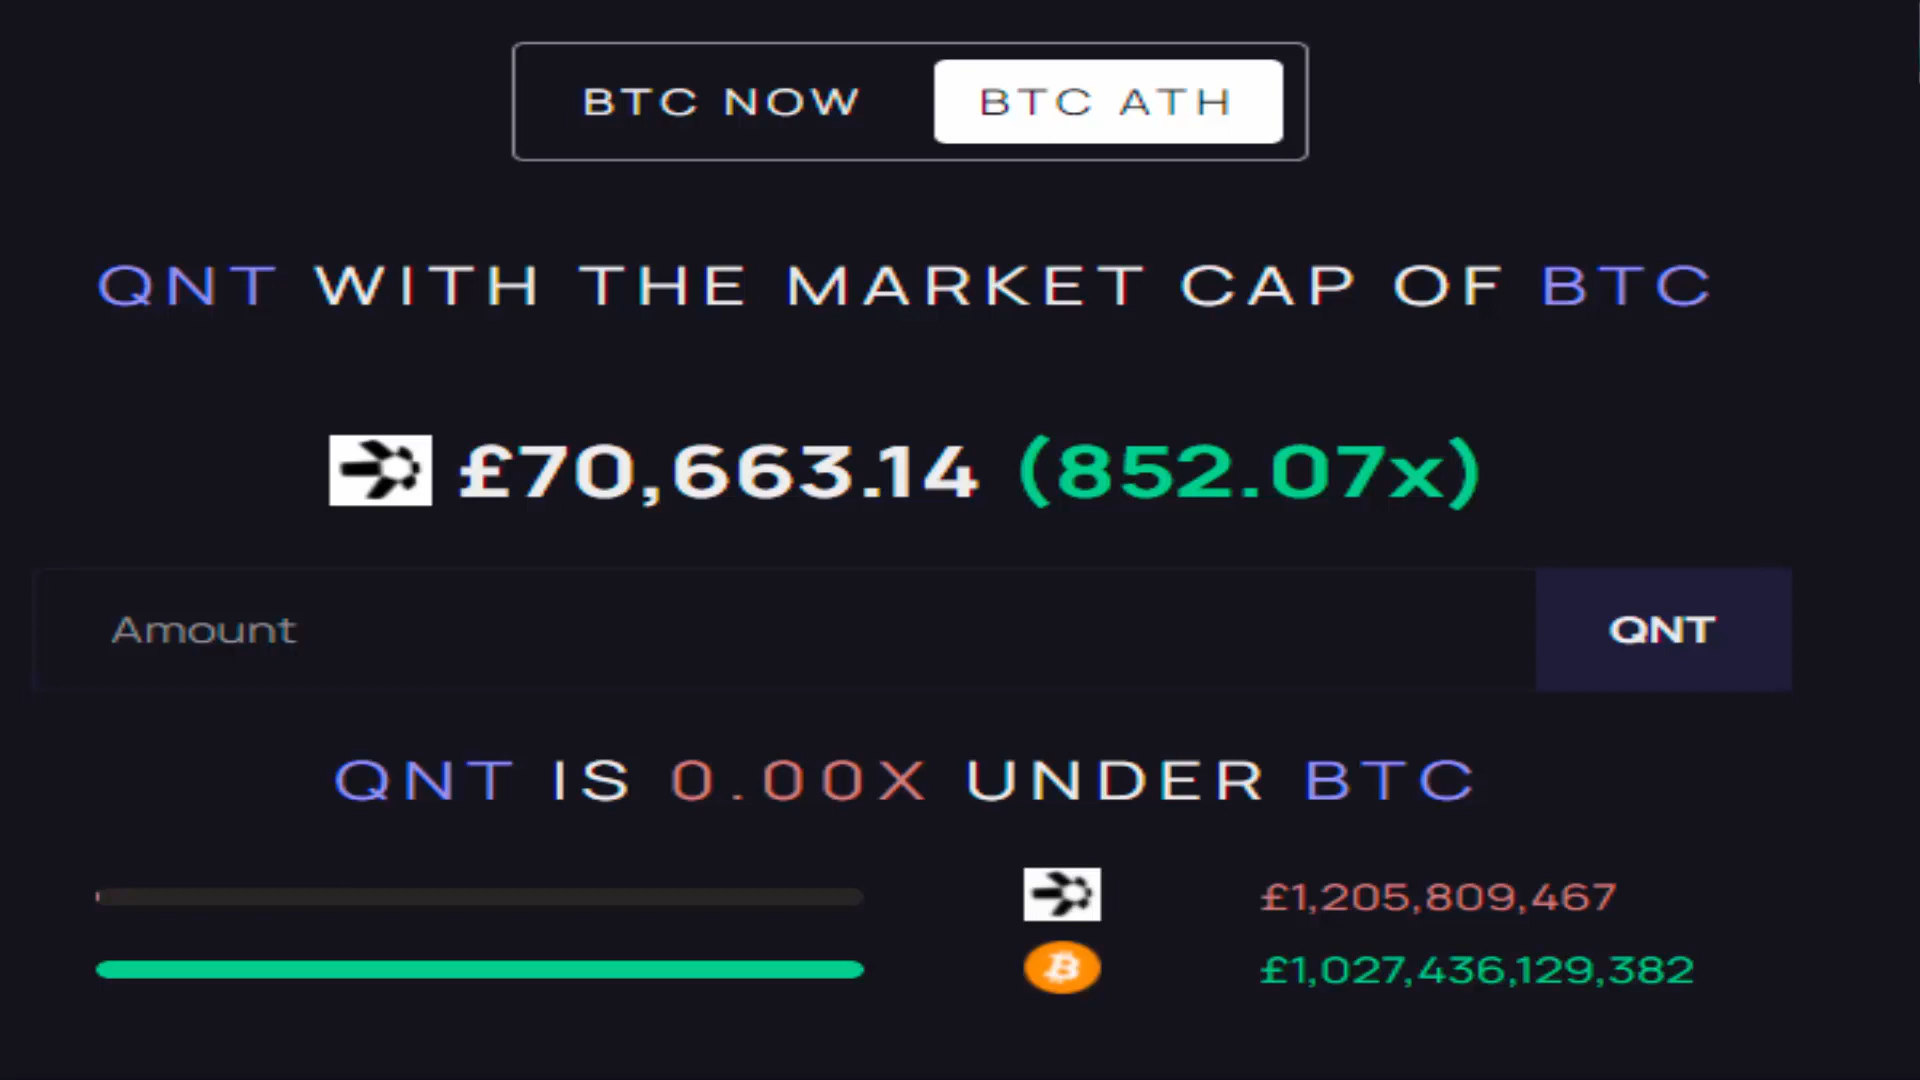 BTC NOW BTC ATH
QNT WITH THE MARKET CAP OF BTC
£70,663.14 (852.07x)
Amount QNT
QNT IS 0.00X UNDER BTC
£1,205,809,467
£1,027,436,129,382